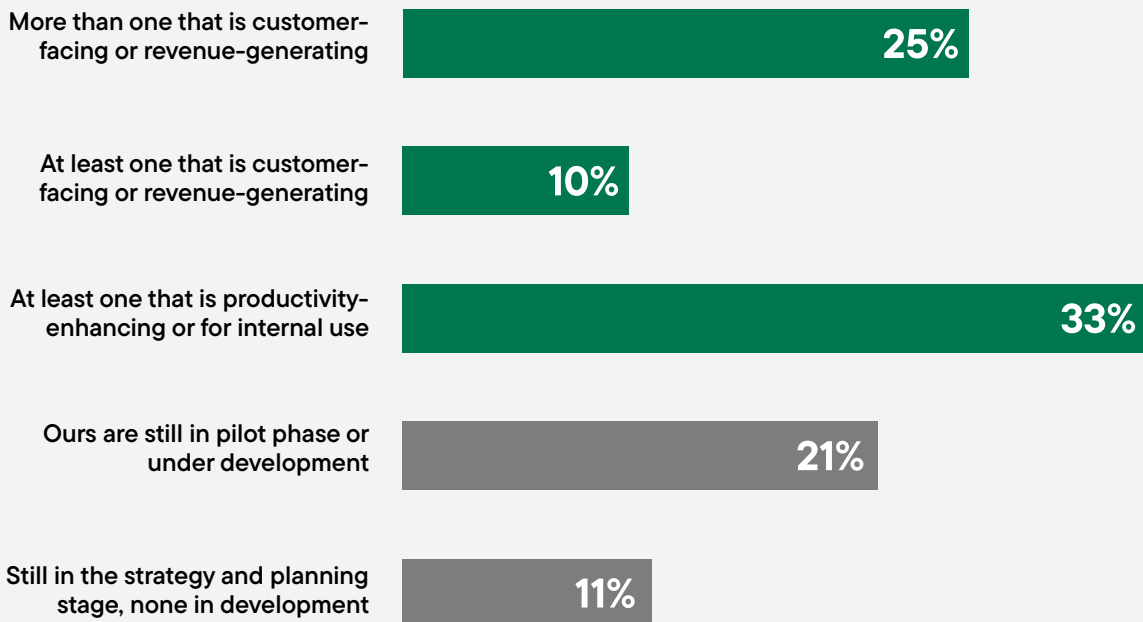 More than one that is customer-
facing or revenue-generating
25%
At least one that is customer-
facing or revenue-generating
10%
At least one that is productivity-
enhancing or for internal use
33%
Ours are still in pilot phase or
under development
21%
Still in the strategy and planning
stage, none in development
11%